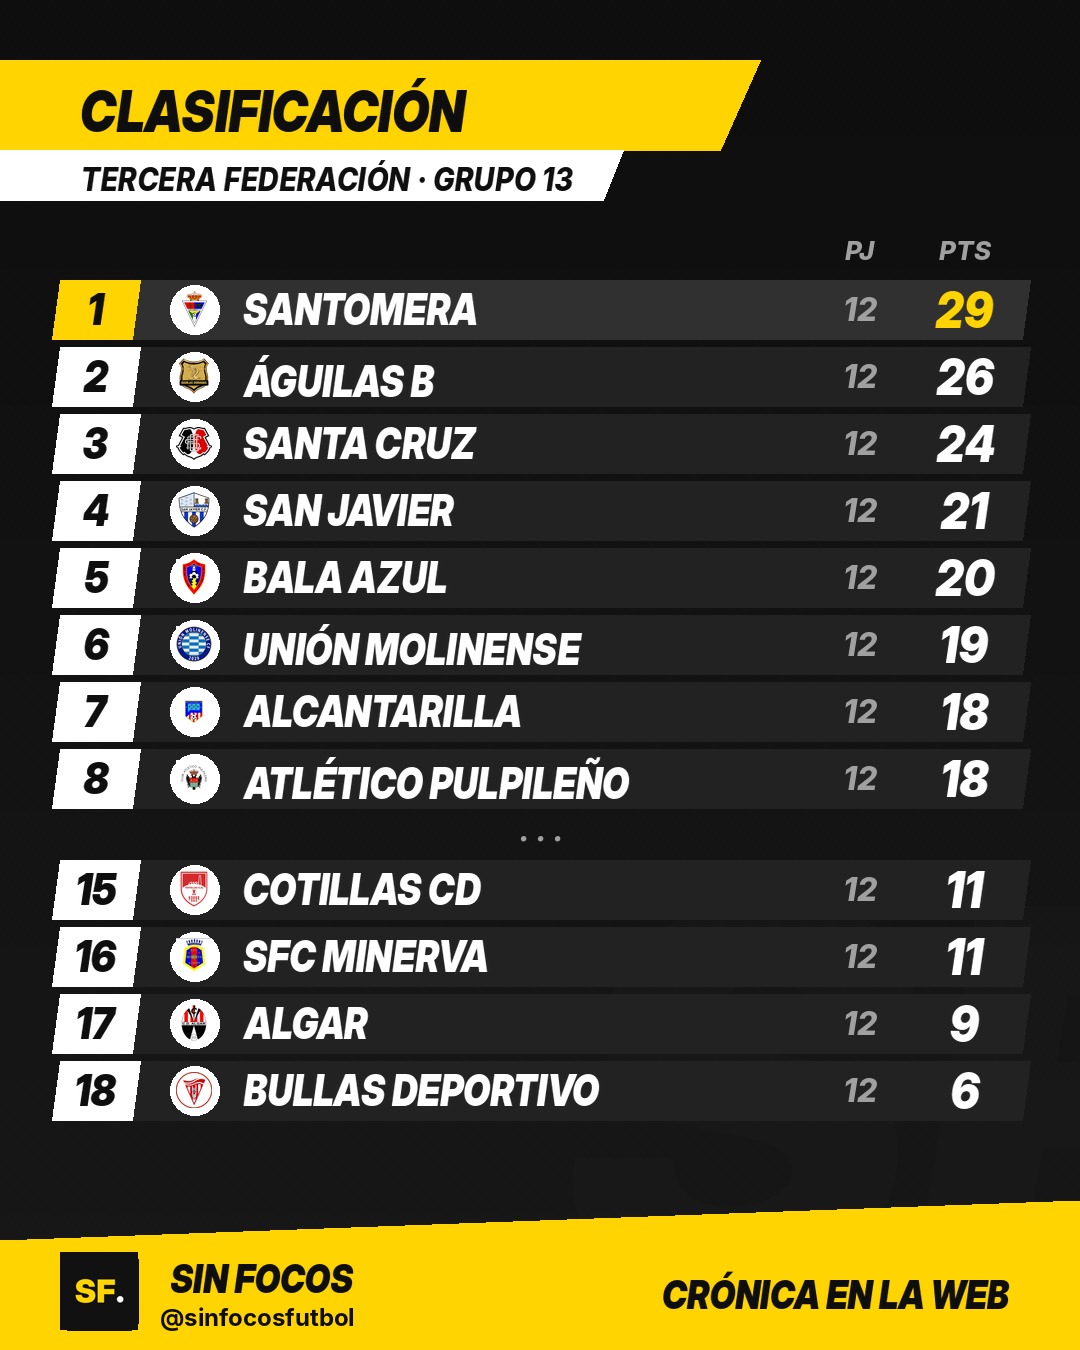 CLASIFICACIÓN
TERCERA FEDERACIÓN · GRUPO 13
PJ PTS
1 SANTOMERA 12 29
2 ÁGUILAS B 12 26
3 SANTA CRUZ 12 24
4 SAN JAVIER 12 21
5 BALA AZUL 12 20
6 UNIÓN MOLINENSE 12 19
7 ALCANTARILLA 12 18
8 ATLÉTICO PULPILEÑO 12 18
...
15 COTILLAS CD 12 11
16 SFC MINERVA 12 11
17 ALGAR 12 9
18 BULLAS DEPORTIVO 12 6
SF. SIN FOCOS
@sinfocosfutbol
CRÓNICA EN LA WEB